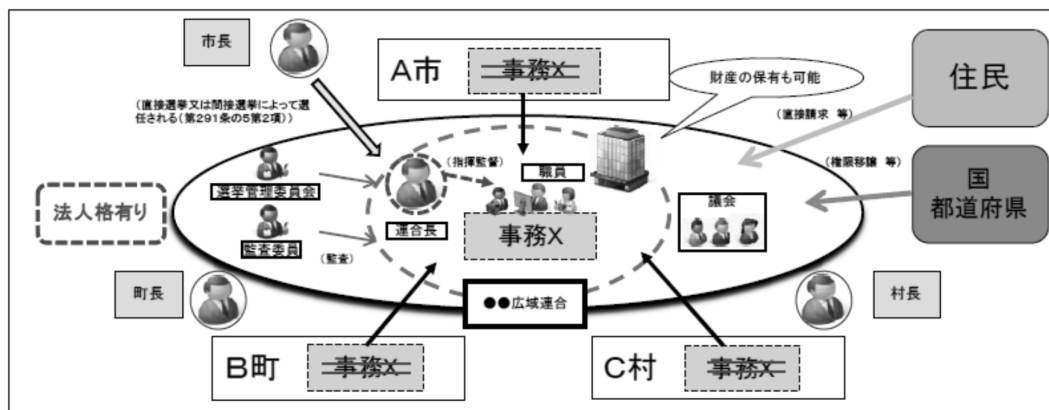 市長
A市
事務X
財産の保有も可能
住民
(直接選挙又は間接選挙によって選
任される(第291条の5第2項))
(直接請求 等)
(指揮監督)
職員
(権限移譲 等)
国
都道府県
選挙管理委員会
法人格有り
議会
連合長
事務X
監査委員
(監査)
町長
●●広域連合
村長
B町
事務X
C村
事務X